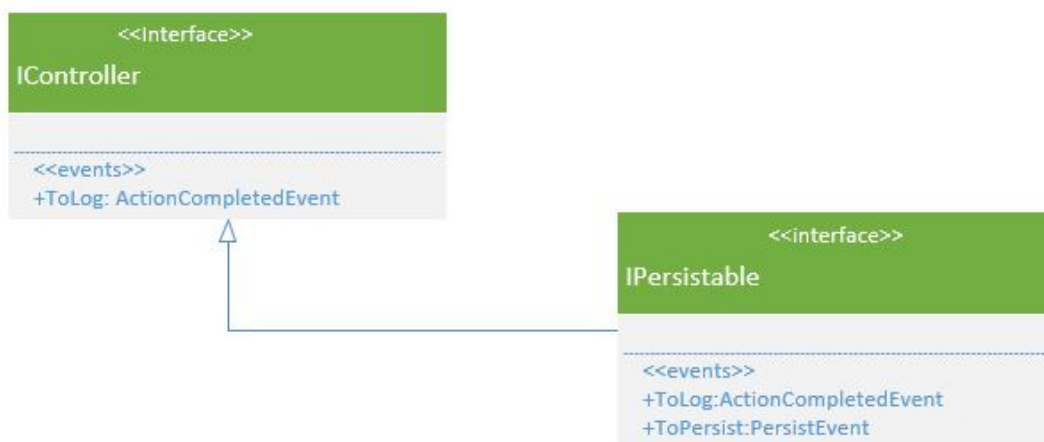 <<Interface>>
IController
<<events>>
+ToLog: ActionCompletedEvent
<<interface>>
IPersistable
<<events>>
+ToLog:ActionCompletedEvent
+ToPersist:PersistEvent